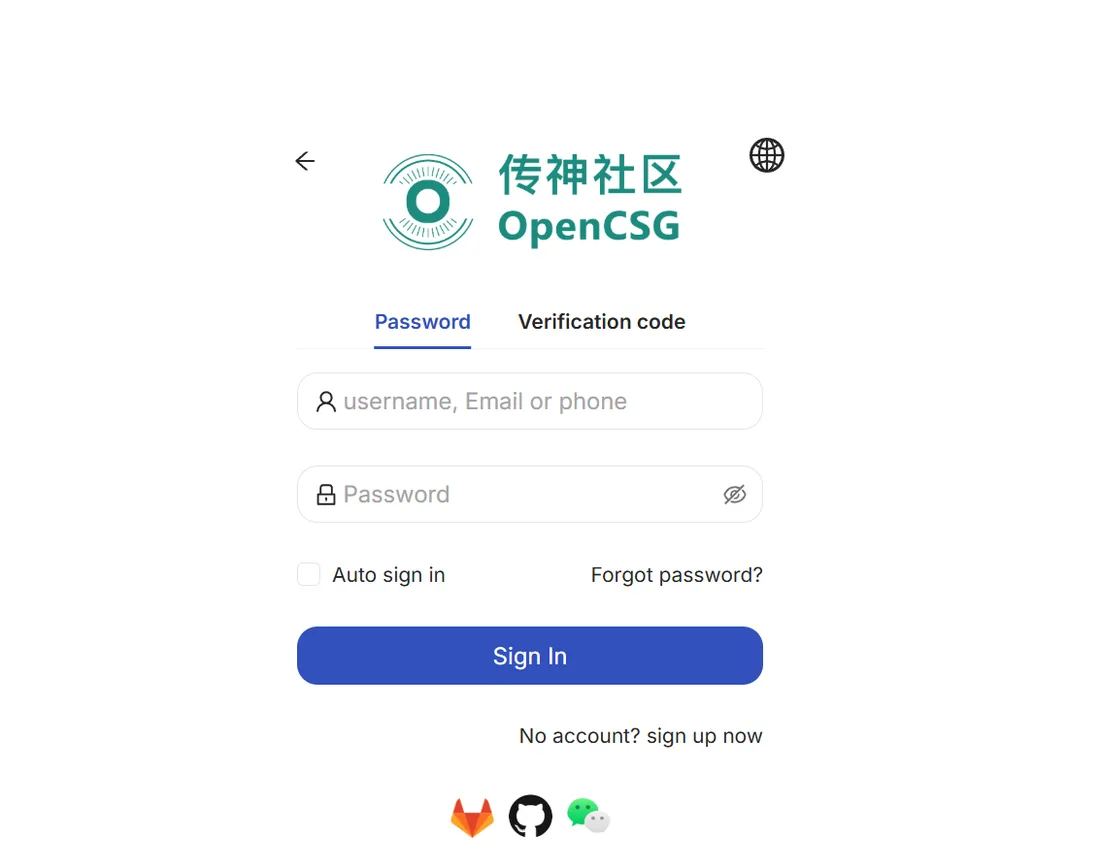 传神社区
OpenCSG
Password
Verification code
username, Email or phone
Password
Auto sign in
Forgot password?
Sign In
No account? sign up now